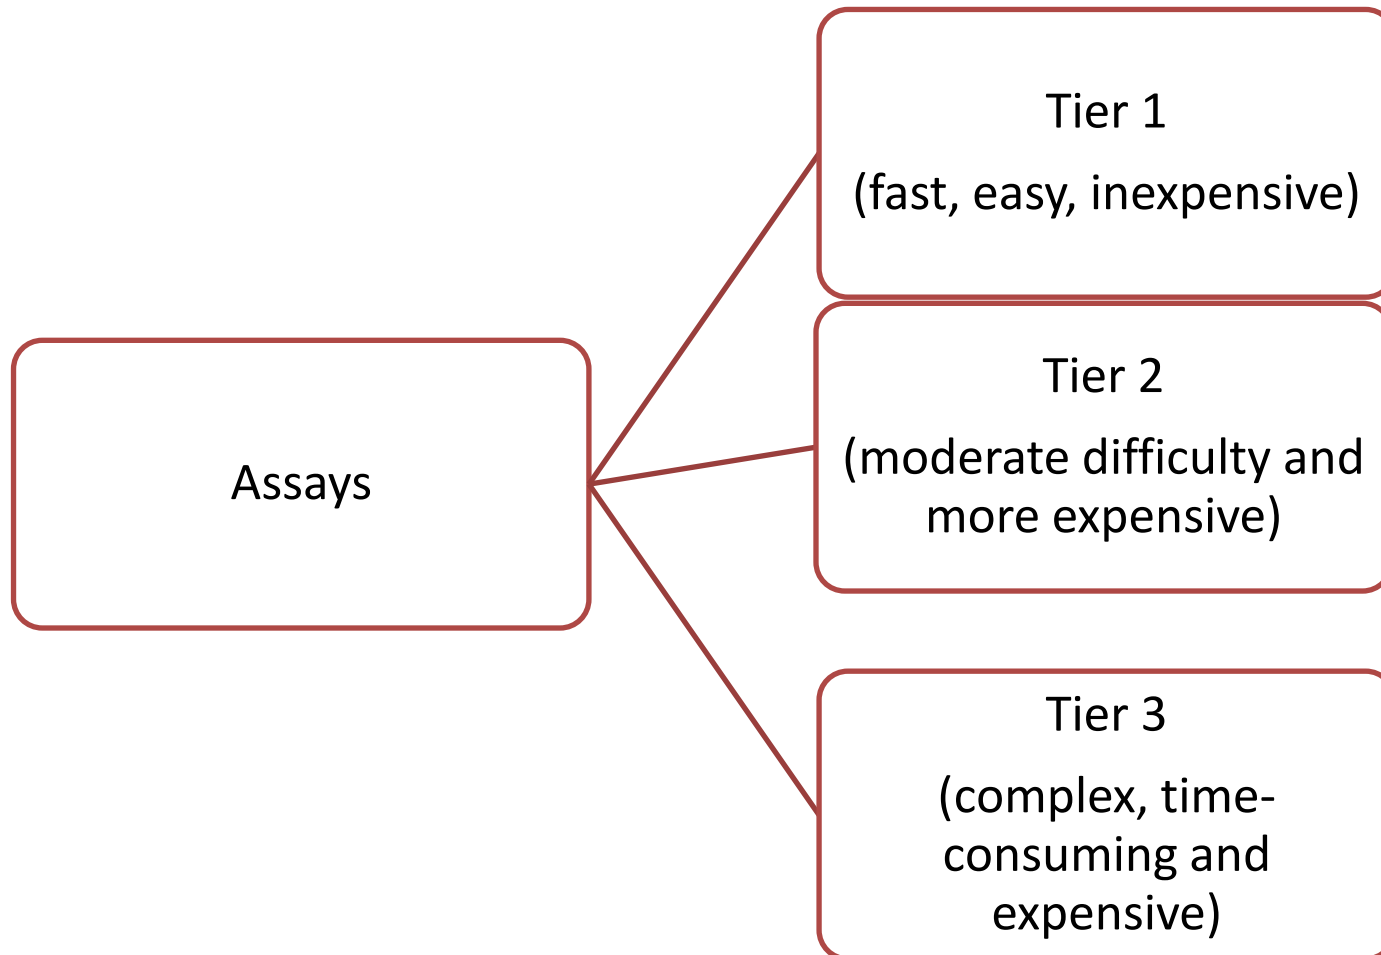 Assays
Tier 1
(fast, easy, inexpensive)
Tier 2
(moderate difficulty and
more expensive)
Tier 3
(complex, time-
consuming and
expensive)